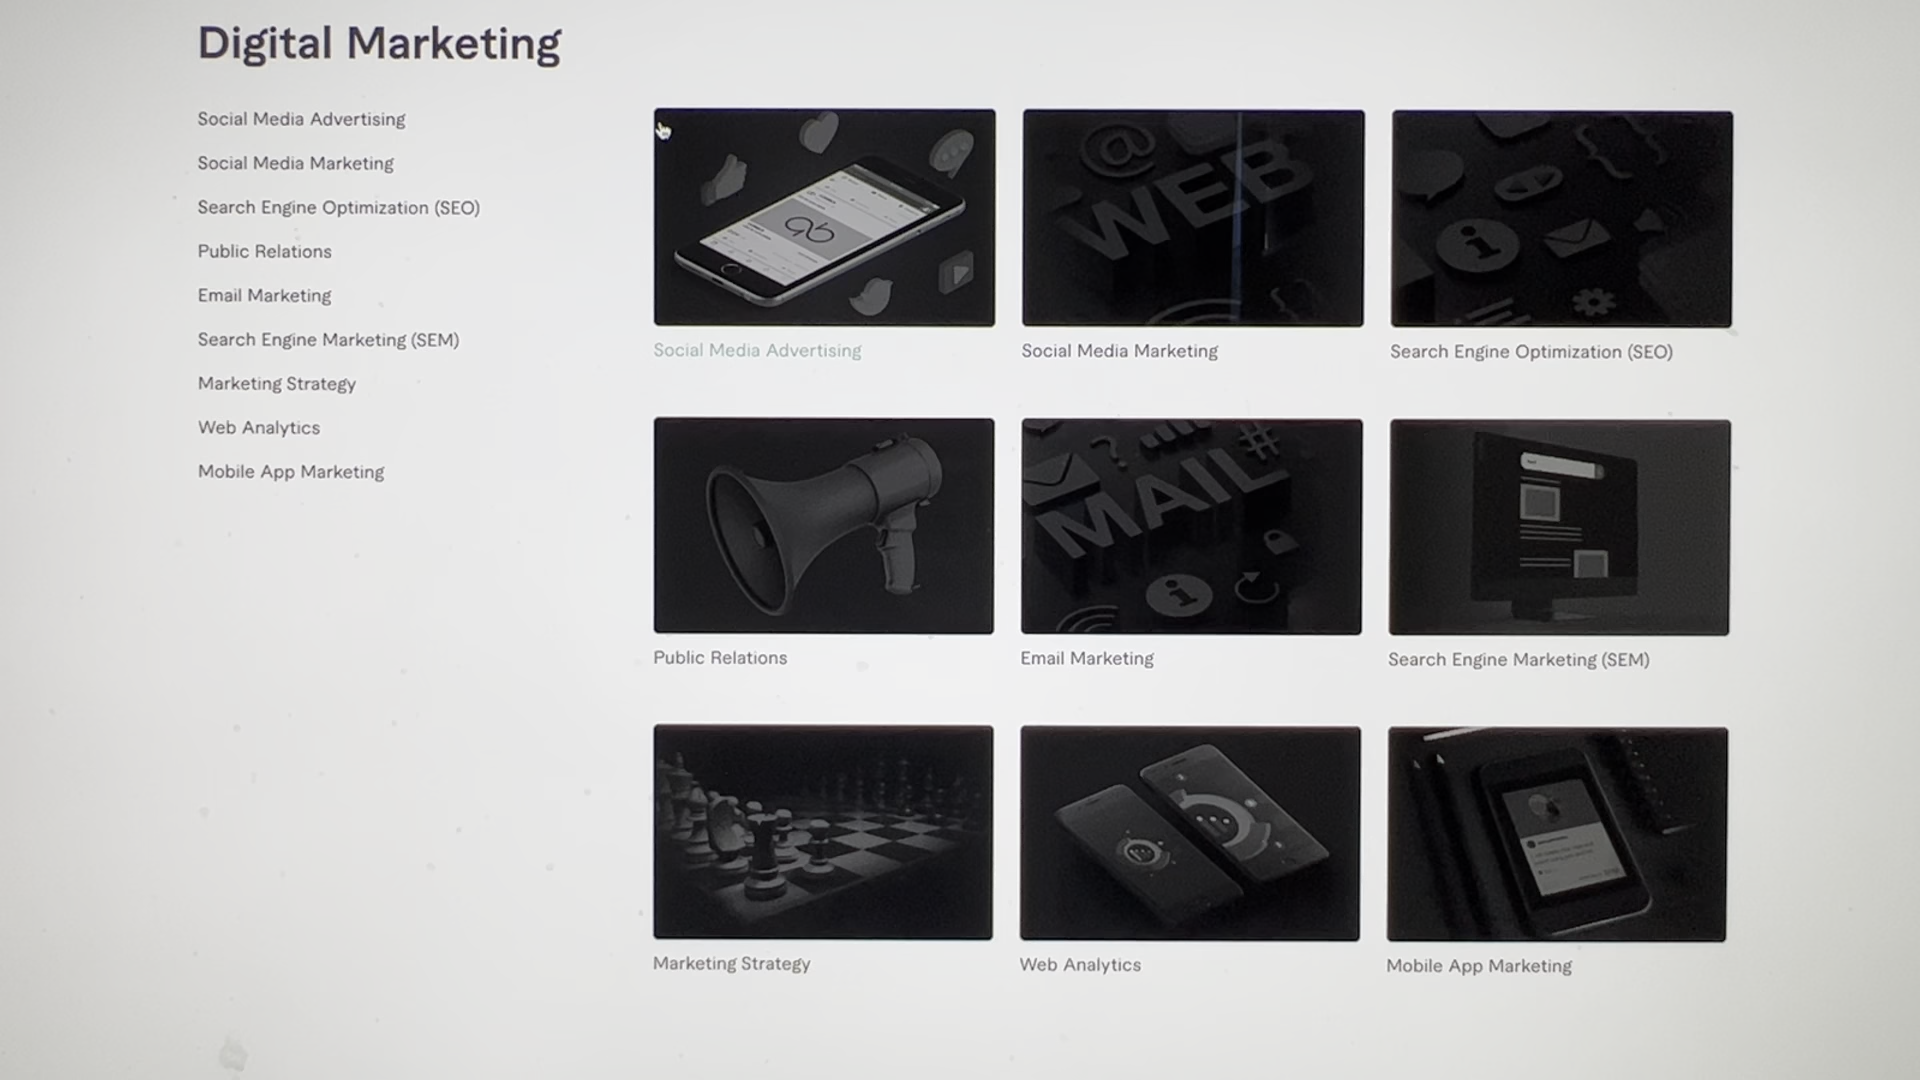 Digital Marketing
Social Media Advertising
Social Media Marketing
Search Engine Optimization (SEO)
Public Relations
Email Marketing
Search Engine Marketing (SEM)
Marketing Strategy
Web Analytics
Mobile App Marketing
Social Media Advertising
WEB
Social Media Marketing
Search Engine Optimization (SEO)
Public Relations
MAIL
Email Marketing
Search Engine Marketing (SEM)
Marketing Strategy
Web Analytics
Mobile App Marketing